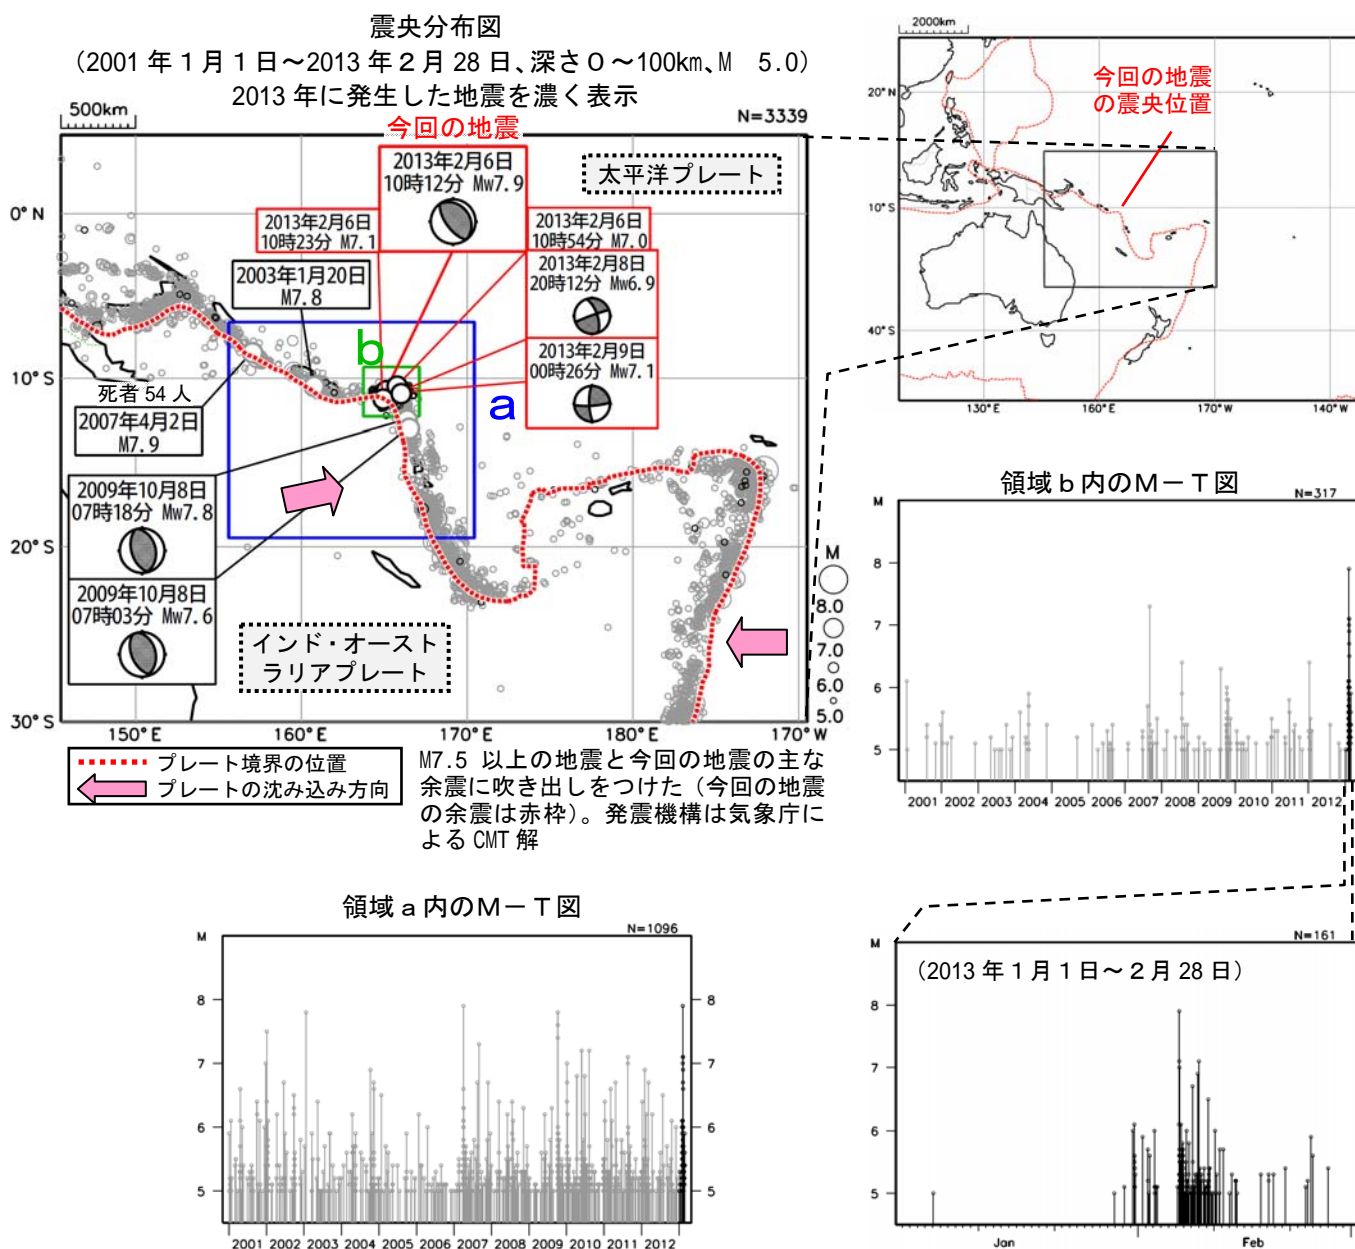 震央分布図
（2001 年 1 月 1 日～2013 年 2 月 28 日、深さ 0 ～100km、M　5.0）
2013 年に発生した地震を濃く表示
500km
N=3339
今回の地震
2013年2月6日
10時12分 Mw7.9
太平洋プレート
2013年2月6日
10時23分 M7.1
2013年2月6日
10時54分 M7.0
2003年1月20日
M7.8
2013年2月8日
20時12分 Mw6.9
2013年2月9日
00時26分 Mw7.1
b
a
死者 54 人
2007年4月2日
M7.9
2009年10月8日
07時18分 Mw7.8
2009年10月8日
07時03分 Mw7.6
インド・オースト
ラリアプレート
0° N
10° S
20° S
30° S
150° E
160° E
170° E
180° E
170° W
M
8.0
7.0
6.0
5.0
プレート境界の位置
プレートの沈み込み方向
M7.5 以上の地震と今回の地震の主な
余震に吹き出しをつけた（今回の地震
の余震は赤枠）。発震機構は気象庁に
よる CMT 解
2000km
今回の地震
の震央位置
20° N
10° S
40° S
130° E
160° E
170° W
140° W
領域 b 内のM－T図
N=317
M
8
7
6
5
2001 2002 2003 2004 2005 2006 2007 2008 2009 2010 2011 2012
領域 a 内のM－T図
N=1096
M
8 8
7 7
6 6
5 5
2001 2002 2003 2004 2005 2006 2007 2008 2009 2010 2011 2012
N=161
M
（2013 年 1 月 1 日～ 2 月 28 日）
8
7
6
5
Jan Feb